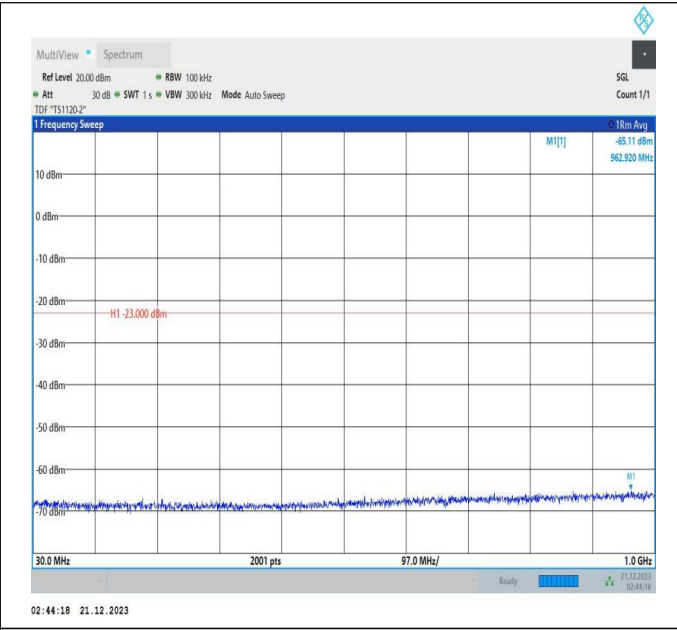 R S
MultiView Spectrum
Ref Level 20.00 dBm RBW 100 kHz SGL
Att 30 dB SWT 1 s VBW 300 kHz Mode Auto Sweep Count 1/1
TDF "TS1120-2"
1 Frequency Sweep 1Rm Avg
M1[1] -65.11 dBm
962.920 MHz
10 dBm
0 dBm
-10 dBm
-20 dBm
H1 -23.000 dBm
-30 dBm
-40 dBm
-50 dBm
-60 dBm
M1
-70 dBm
30.0 MHz 2001 pts 97.0 MHz/ 1.0 GHz
Ready 21.12.2023
02:44:18
02:44:18 21.12.2023